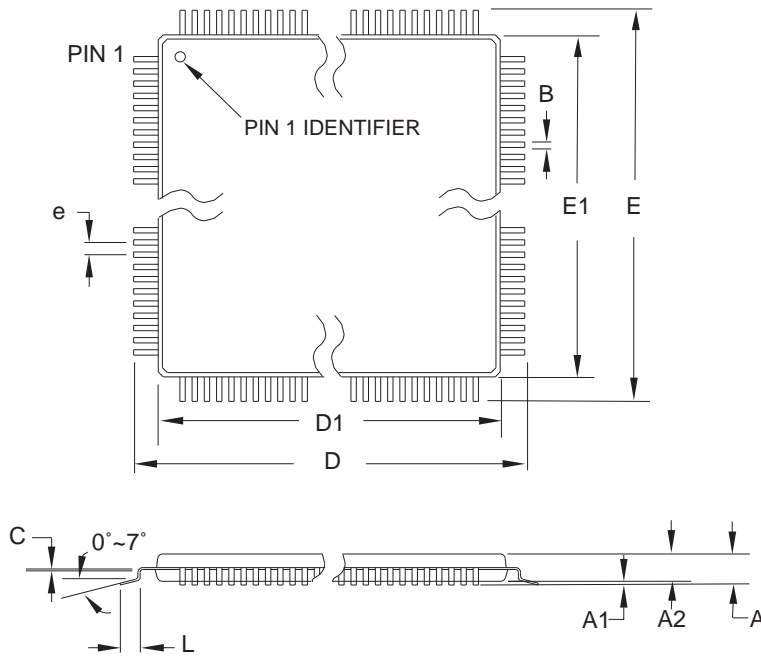 PIN 1
B
PIN 1 IDENTIFIER
E1
E
e
D1
D
C
0°~7°
A1
A2
A
L